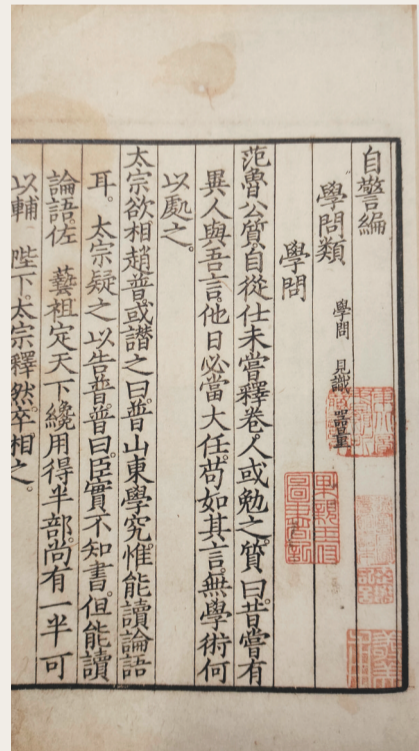 自警編
學問類 學問 見識 器量
學問
范魯公質自從仕未嘗釋卷人或勉之質曰昔嘗有
異人與吾言他日必當大任苟如其言無學術何
以處之。
太宗欲相趙普或譖之曰普山東學究惟能讀論語
耳。 太宗疑之以告普普曰臣實不知書但能讀
論語佐 藝祖定天下纔用得半部尚有一半可
以輔 陛下太宗釋然卒相之。